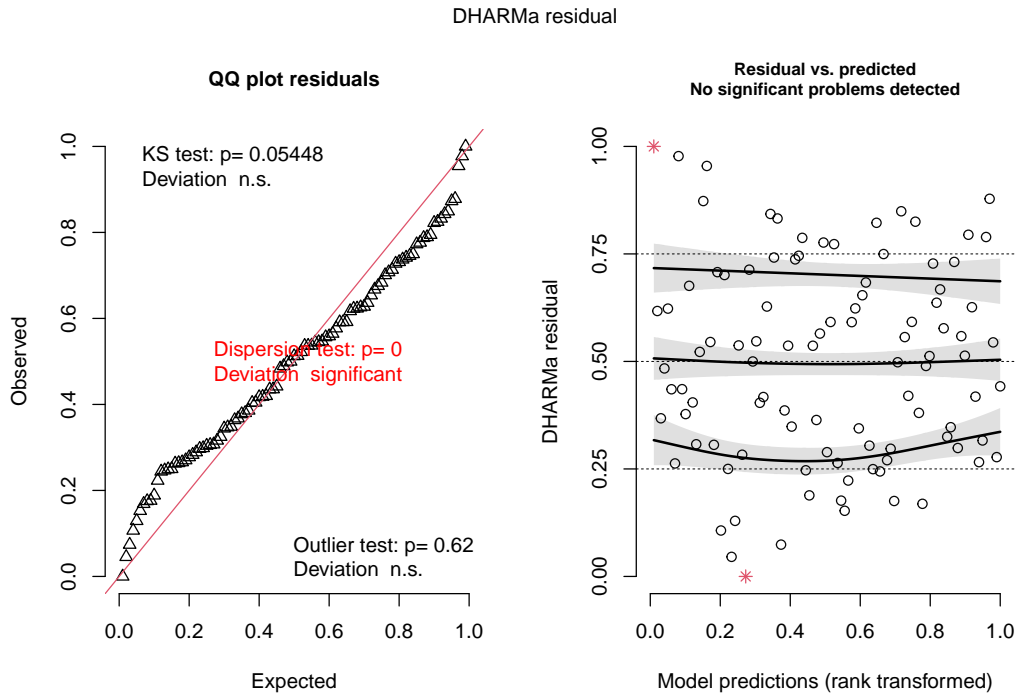 DHARMa residual
QQ plot residuals
KS test: p= 0.05448
Deviation  n.s.
Dispersion test: p= 0
Deviation  significant
Outlier test: p= 0.62
Deviation  n.s.
Observed
0.0
0.2
0.4
0.6
0.8
1.0
0.0 0.2 0.4 0.6 0.8 1.0
Expected
Residual vs. predicted
No significant problems detected
DHARMa residual
0.00
0.25
0.50
0.75
1.00
0.0 0.2 0.4 0.6 0.8 1.0
Model predictions (rank transformed)